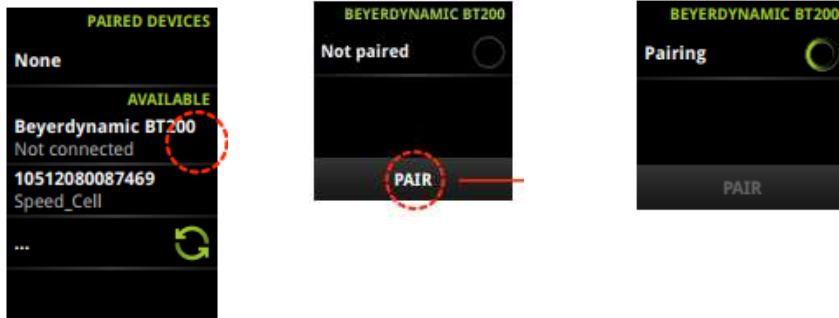 PAIRED DEVICES
None
AVAILABLE
Beyerdynamic BT200
Not connected
10512080087469
Speed_Cell
...
BEYERDYNAMIC BT200
Not paired
PAIR
BEYERDYNAMIC BT200
Pairing
PAIR